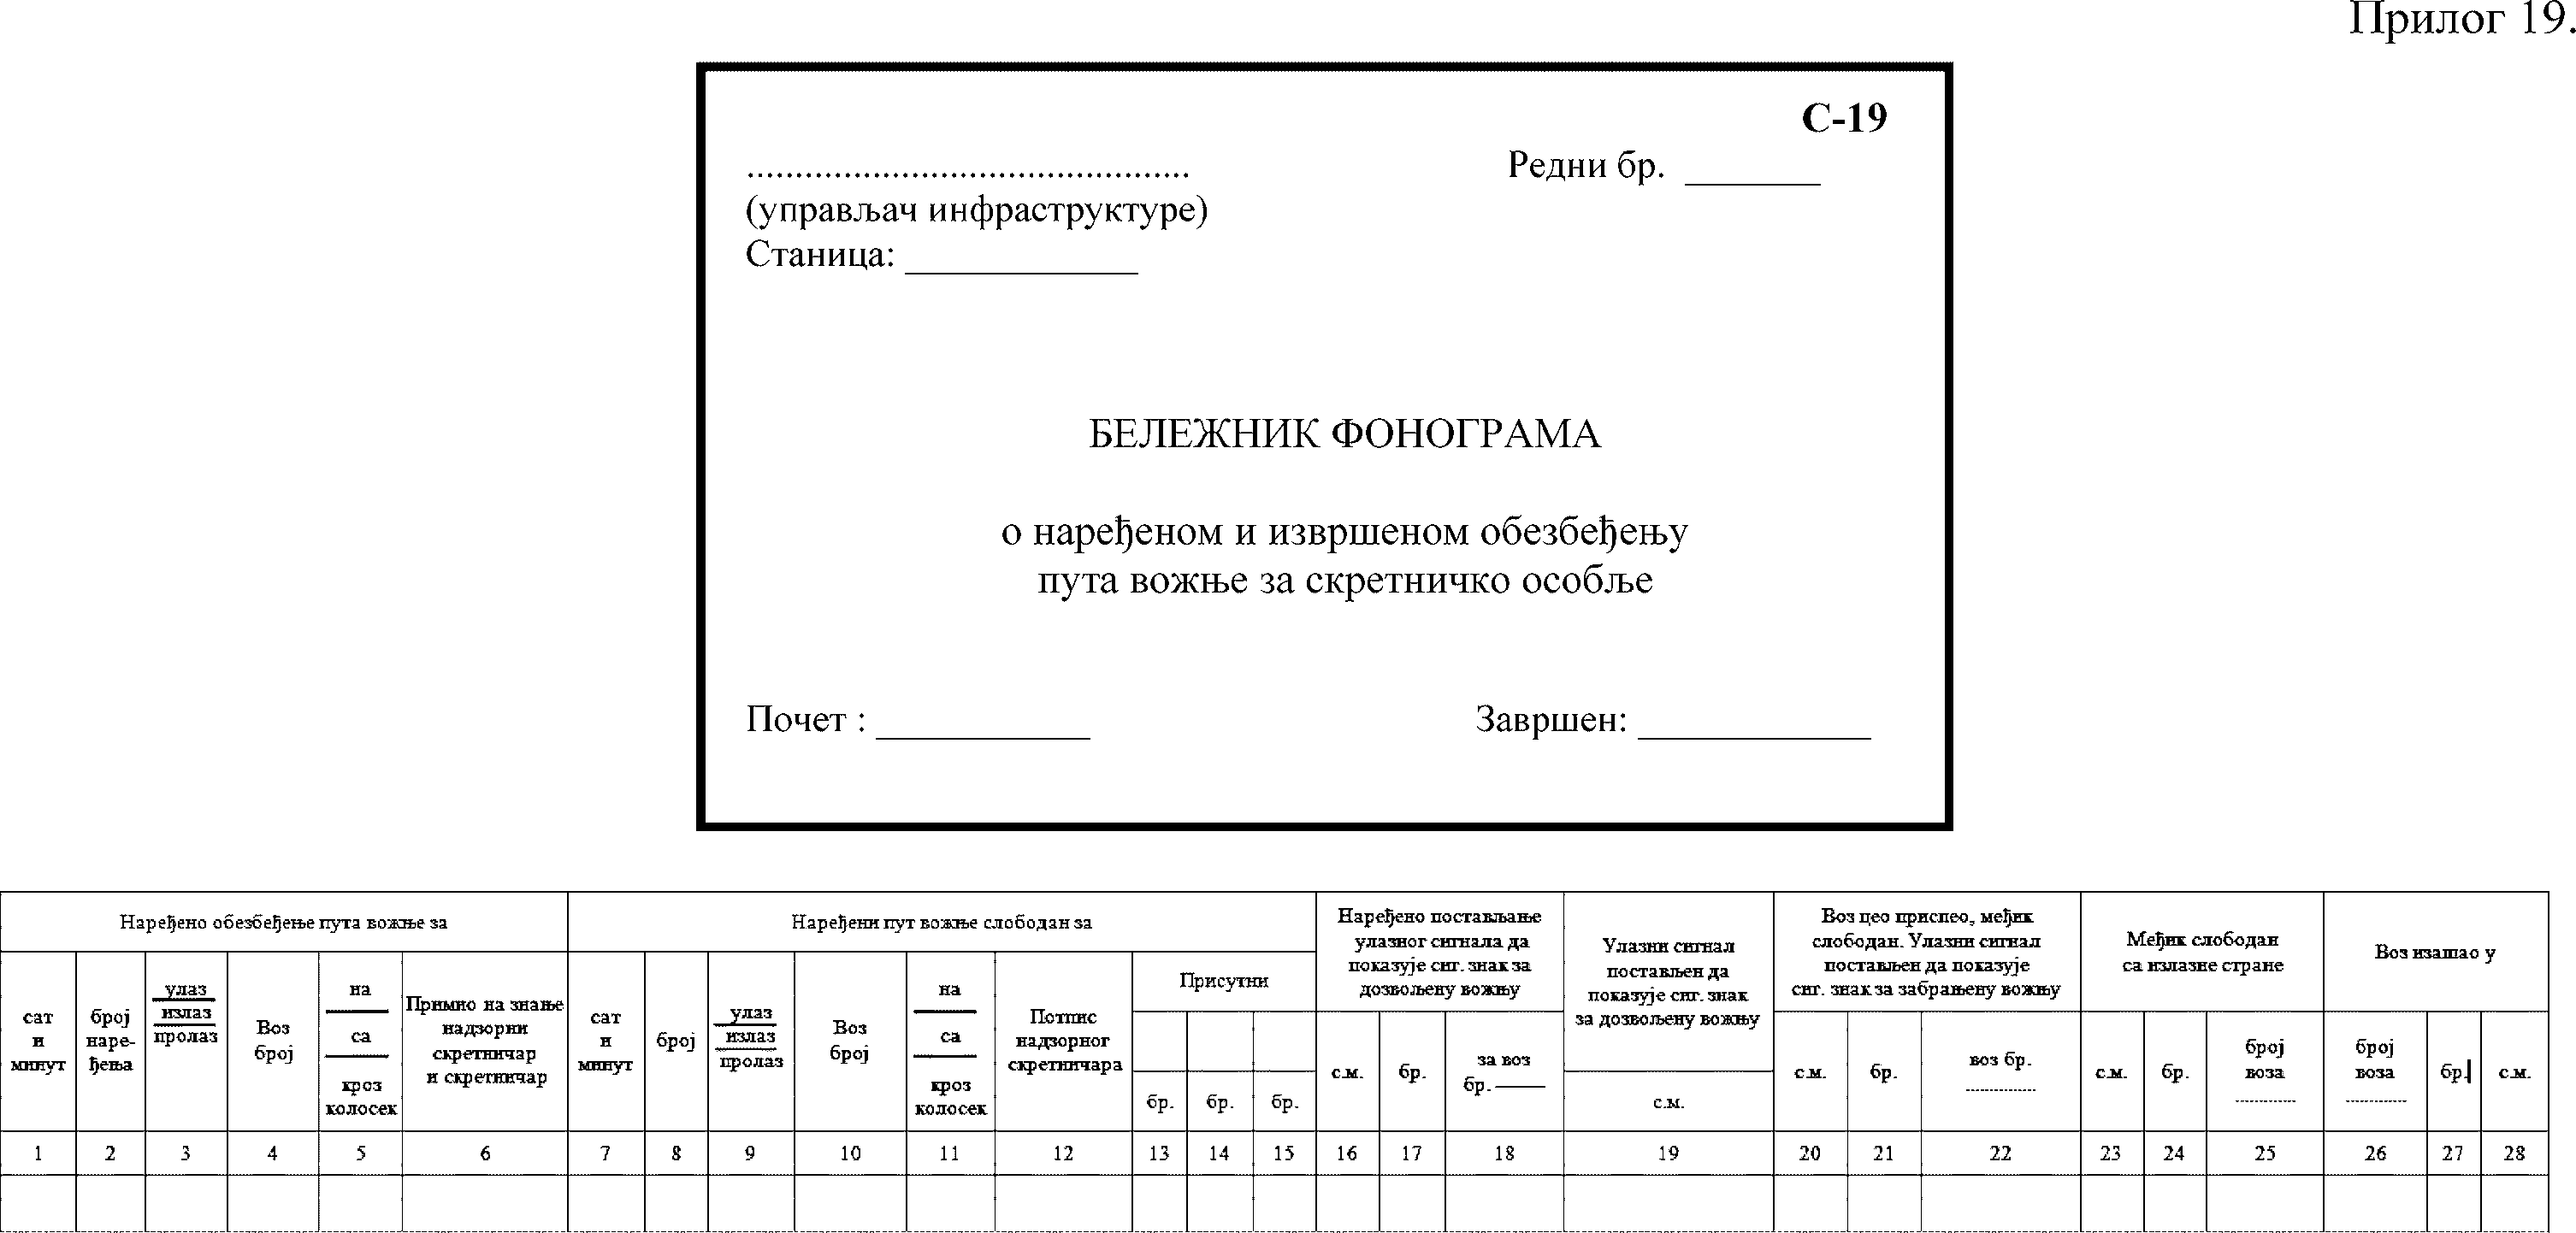 Прилог 19.
С-19
............................................. Редни бр. _______
(управљач инфраструктуре)
Станица: ____________
БЕЛЕЖНИК ФОНОГРАМА
о наређеном и извршеном обезбеђењу
пута вожње за скретничко особље
Почет : ___________ Завршен: ____________
Наређено обезбеђење пута вожње за
сат
и
минут
број
наре-
ђења
улаз
излаз
пролаз
Воз
број
на
са
кроз
колосек
Примио на знање
надзорни
скретничар
и скретничар
Наређени пут вожње слободан за
сат
и
минут
број
улаз
излаз
пролаз
Воз
број
на
са
кроз
колосек
Потпис
надзорног
скретничара
Присутни
бр. бр. бр.
Наређено постављање
улазног сигнала да
показује сиг. знак за
дозвољену вожњу
с.м. бр.
за воз
бр. ____
Улазни сигнал
постављен да
показује сиг. знак
за дозвољену вожњу
с.м.
Воз цео приспео, међик
слободан. Улазни сигнал
постављен да показује
сиг. знак за забрањену вожњу
с.м. бр.
воз бр.
..............
Међик слободан
са излазне стране
с.м. бр.
број
воза
............
Воз изашао у
број
воза
............
бр. с.м.
1 2 3 4 5 6 7 8 9 10 11 12 13 14 15 16 17 18 19 20 21 22 23 24 25 26 27 28